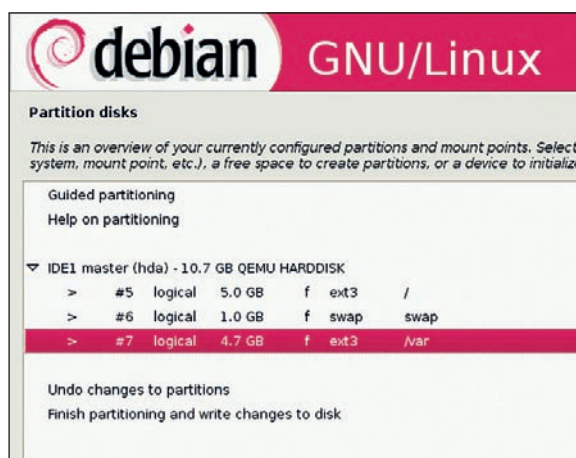 debian GNU/Linux
Partition disks
This is an overview of your currently configured partitions and mount points. Select
system, mount point, etc.), a free space to create partitions, or a device to initialize
Guided partitioning
Help on partitioning
IDE1 master (hda) - 10.7 GB QEMU HARDDISK
> #5 logical 5.0 GB f ext3 /
> #6 logical 1.0 GB f swap swap
> #7 logical 4.7 GB f ext3 /var
Undo changes to partitions
Finish partitioning and write changes to disk